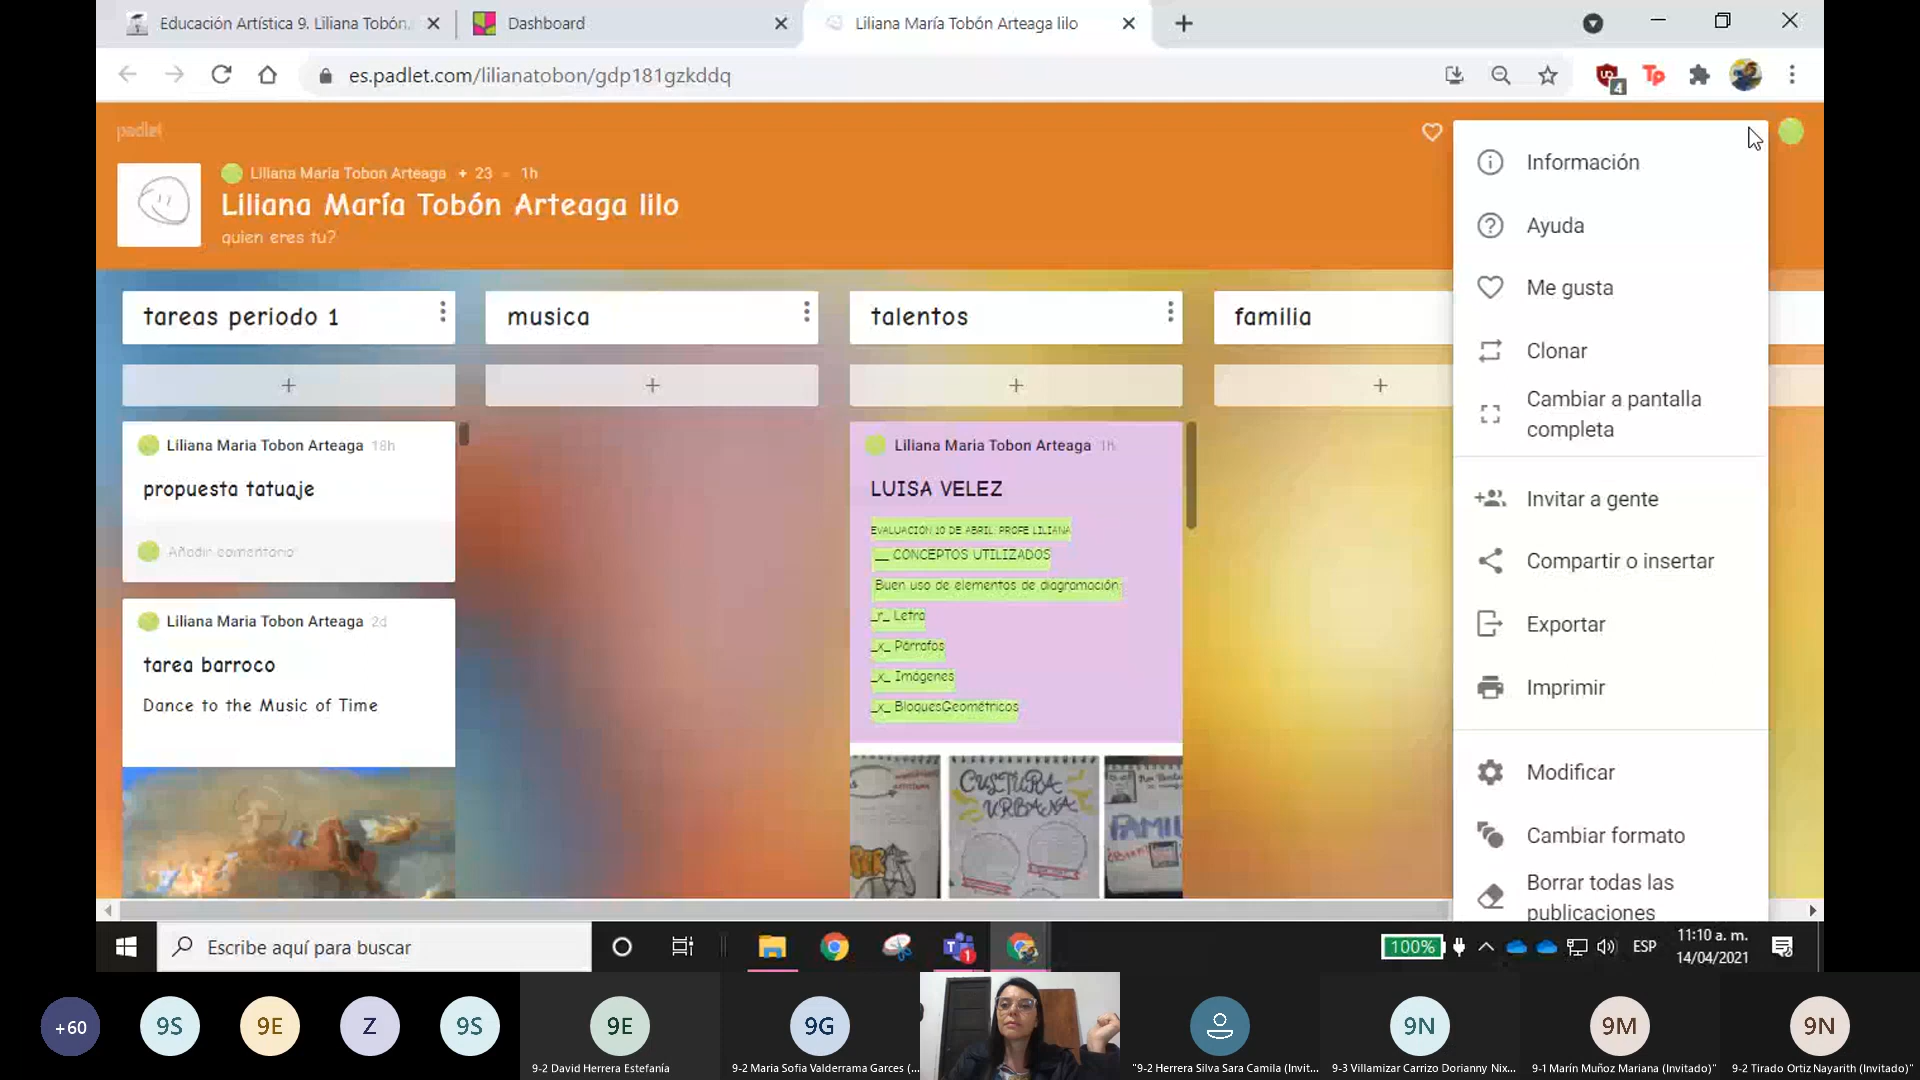 Educación Artística 9. Liliana Tobón.
Dashboard
Liliana María Tobón Arteaga lilo
es.padlet.com/lilianatobon/gdp181gzkddq
4
Tp
padlet
Liliana Maria Tobon Arteaga + 23 1h
Liliana María Tobón Arteaga lilo
quien eres tu?
tareas periodo 1
musica
talentos
familia
+
+
+
+
Liliana Maria Tobon Arteaga 18h
propuesta tatuaje
Añadir comentario
Liliana Maria Tobon Arteaga 2d
tarea barroco
Dance to the Music of Time
Liliana Maria Tobon Arteaga 1h
LUISA VELEZ
EVALUACIÓN 10 DE ABRIL. PROFE LILIANA
__ CONCEPTOS UTILIZADOS
Buen uso de elementos de diagramación:
_r_ Letra
_x_ Párrafos
_x_ Imágenes
_x_ BloquesGeométricos
CULTURA
URBANA
FAMIL
Información
Ayuda
Me gusta
Clonar
Cambiar a pantalla
completa
Invitar a gente
Compartir o insertar
Exportar
Imprimir
Modificar
Cambiar formato
Borrar todas las
publicaciones
Escribe aquí para buscar
1
100%
ESP
11:10 a. m.
14/04/2021
+60
9S
9E
Z
9S
9E
9G
9N
9M
9N
9-2 David Herrera Estefanía
9-2 Maria Sofia Valderrama Garces (...
"9-2 Herrera Silva Sara Camila (Invit...
9-3 Villamizar Carrizo Dorianny Nix...
9-1 Marín Muñoz Mariana (Invitado)"
9-2 Tirado Ortiz Nayarith (Invitado)"